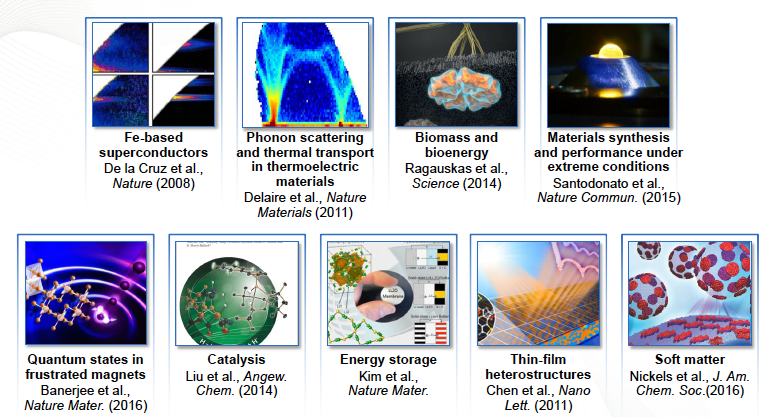 Fe-based
superconductors
De la Cruz et al.,
Nature (2008)
Phonon scattering
and thermal transport
in thermoelectric
materials
Delaire et al., Nature
Materials (2011)
Biomass and
bioenergy
Ragauskas et al.,
Science (2014)
Materials synthesis
and performance under
extreme conditions
Santodonato et al.,
Nature Commun. (2015)
Quantum states in
frustrated magnets
Banerjee et al.,
Nature Mater. (2016)
Catalysis
Liu et al., Angew.
Chem. (2014)
LLZO
Membrane
Energy storage
Kim et al.,
Nature Mater.
Thin-film
heterostructures
Chen et al., Nano
Lett. (2011)
Soft matter
Nickels et al., J. Am.
Chem. Soc.(2016)